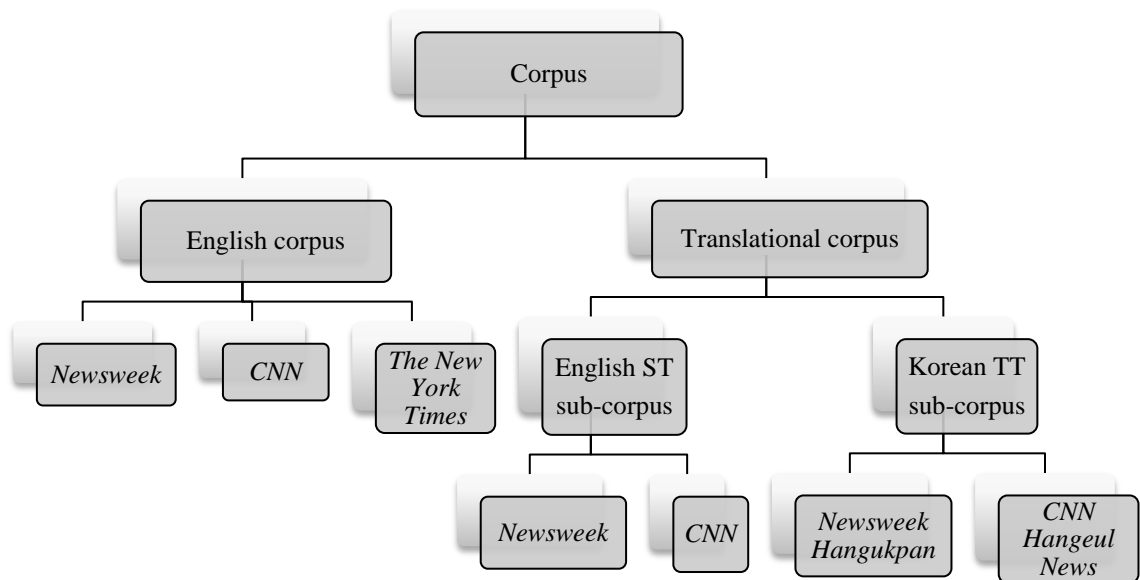 Corpus
English corpus
Translational corpus
Newsweek
CNN
The New
York
Times
English ST
sub-corpus
Korean TT
sub-corpus
Newsweek
CNN
Newsweek
Hangukpan
CNN
Hangeul
News